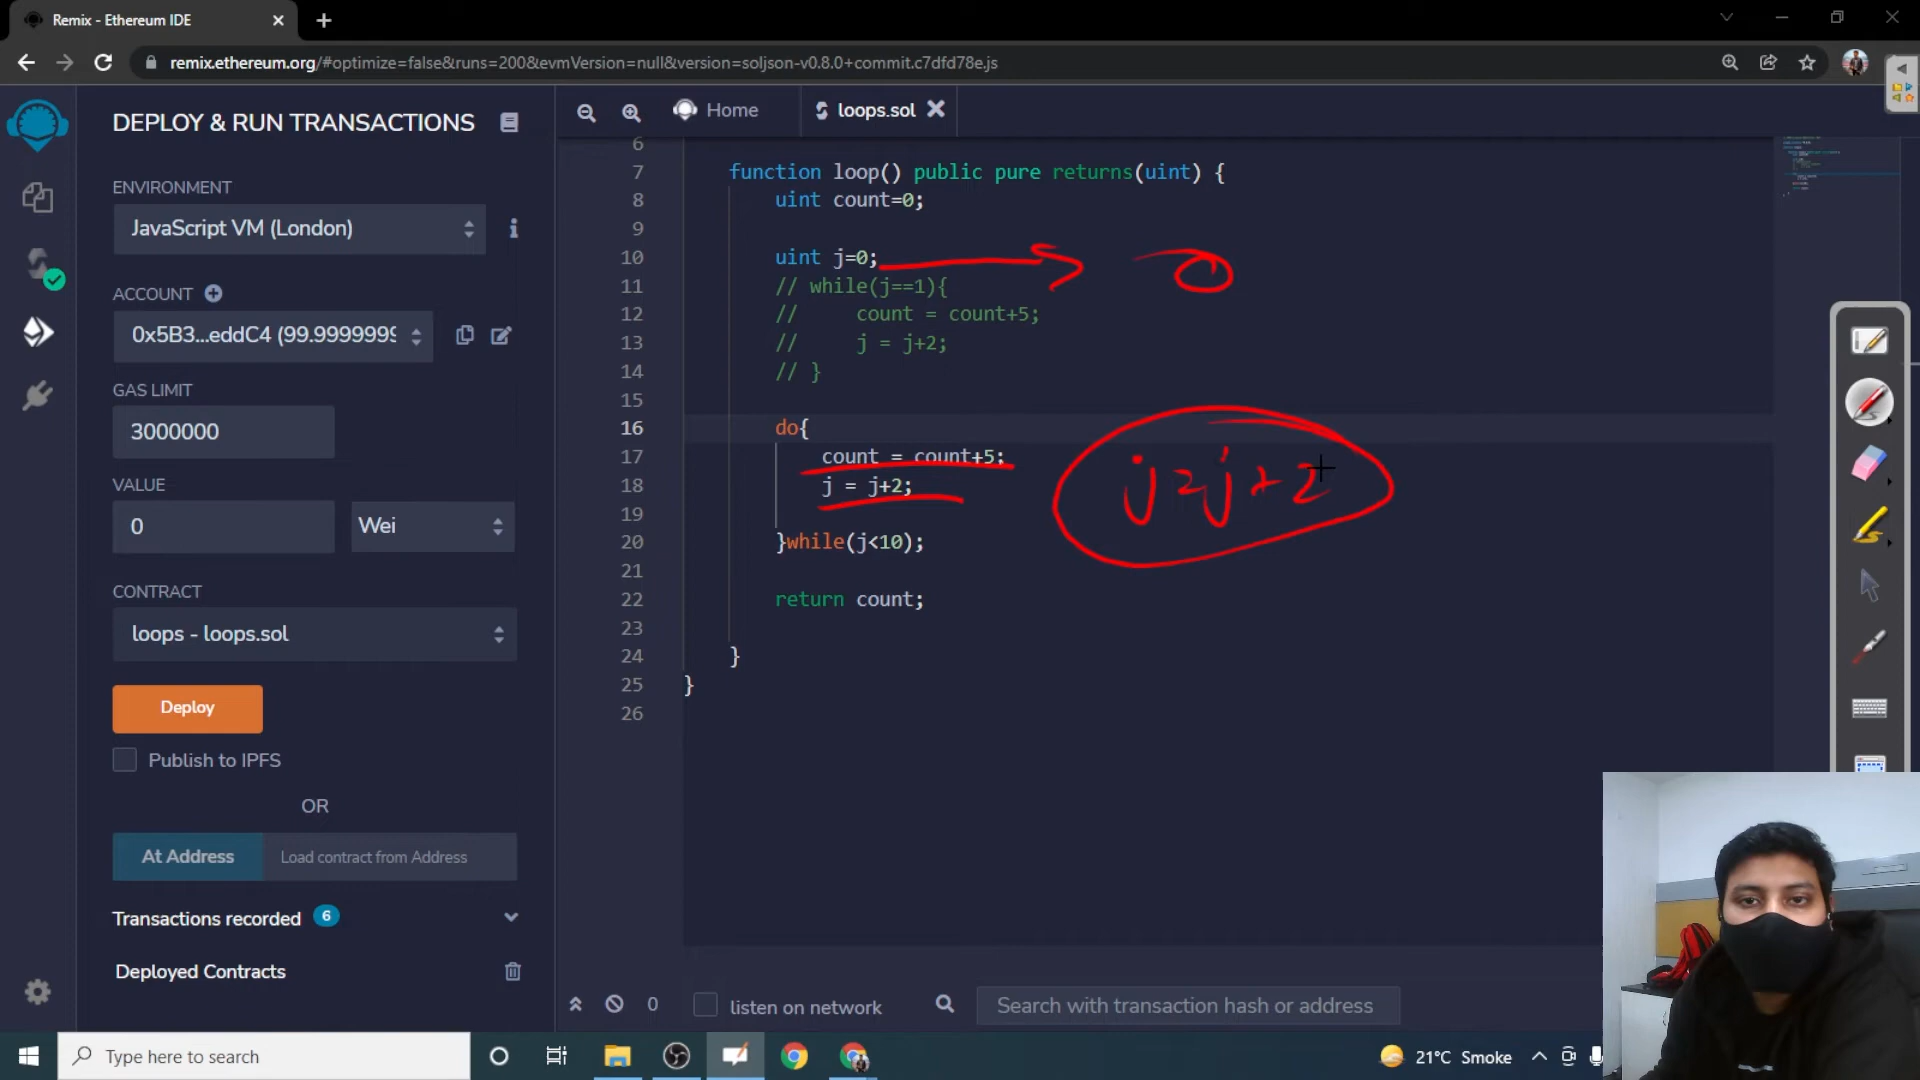 Remix - Ethereum IDE
remix.ethereum.org/#optimize=false&runs=200&evmVersion=null&version=soljson-v0.8.0+commit.c7dfd78e.js
DEPLOY & RUN TRANSACTIONS
Home
loops.sol
ENVIRONMENT
JavaScript VM (London)
i
ACCOUNT
0x5B3...eddC4 (99.9999999
GAS LIMIT
3000000
VALUE
0
Wei
CONTRACT
loops - loops.sol
Deploy
Publish to IPFS
OR
At Address
Load contract from Address
Transactions recorded 6
Deployed Contracts
6
7 function loop() public pure returns(uint) {
8 uint count=0;
9
10 uint j=0;
11 // while(j==1){
12 // count = count+5;
13 // j = j+2;
14 // }
15
16 do{
17 count = count+5;
18 j = j+2;
19
20 }while(j<10);
21
22 return count;
23
24 }
25 }
26
0
j=j+2
0
listen on network
Search with transaction hash or address
Type here to search
21°C Smoke